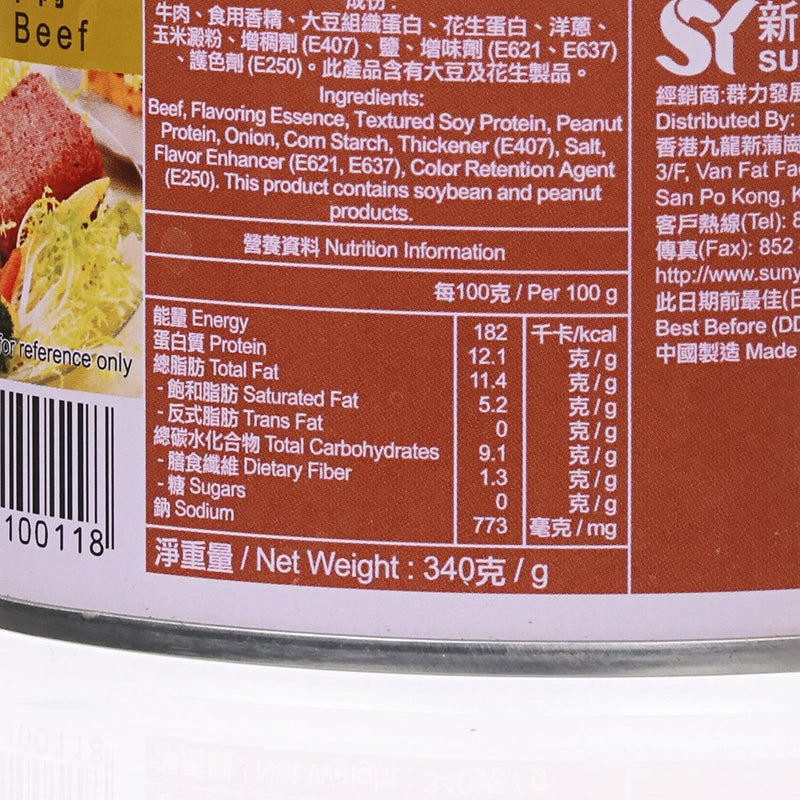 Beef
for reference only
100118
成份：
牛肉、食用香精、大豆組織蛋白、花生蛋白、洋蔥、
玉米澱粉、增稠劑 (E407)、鹽、增味劑 (E621、E637)
、護色劑 (E250)。此產品含有大豆及花生製品。
Ingredients:
Beef, Flavoring Essence, Textured Soy Protein, Peanut
Protein, Onion, Corn Starch, Thickener (E407), Salt,
Flavor Enhancer (E621, E637), Color Retention Agent
(E250). This product contains soybean and peanut
products.
營養資料 Nutrition Information
每100克 / Per 100 g
能量 Energy 182 千卡/kcal
蛋白質 Protein 12.1 克 / g
總脂肪 Total Fat 11.4 克 / g
- 飽和脂肪 Saturated Fat 5.2 克 / g
- 反式脂肪 Trans Fat 0 克 / g
總碳水化合物 Total Carbohydrates 9.1 克 / g
- 膳食纖維 Dietary Fiber 1.3 克 / g
- 糖 Sugars 0 克 / g
鈉 Sodium 773 毫克 / mg
淨重量 / Net Weight : 340克 / g
SY 新
SU
經銷商:群力發展
Distributed By:
香港九龍新蒲崗
3/F, Van Fat Fa
San Po Kong, K
客戶熱線(Tel): 8
傳真(Fax): 852
http://www.suny
此日期前最佳(日
Best Before (DD
中國製造 Made